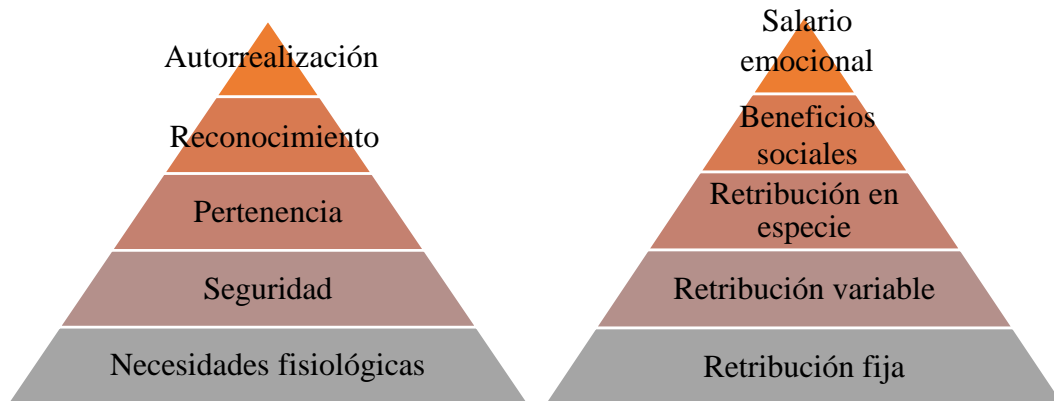 Autorrealización
Reconocimiento
Pertenencia
Seguridad
Necesidades fisiológicas
Salario
emocional
Beneficios
sociales
Retribución en
especie
Retribución variable
Retribución fija